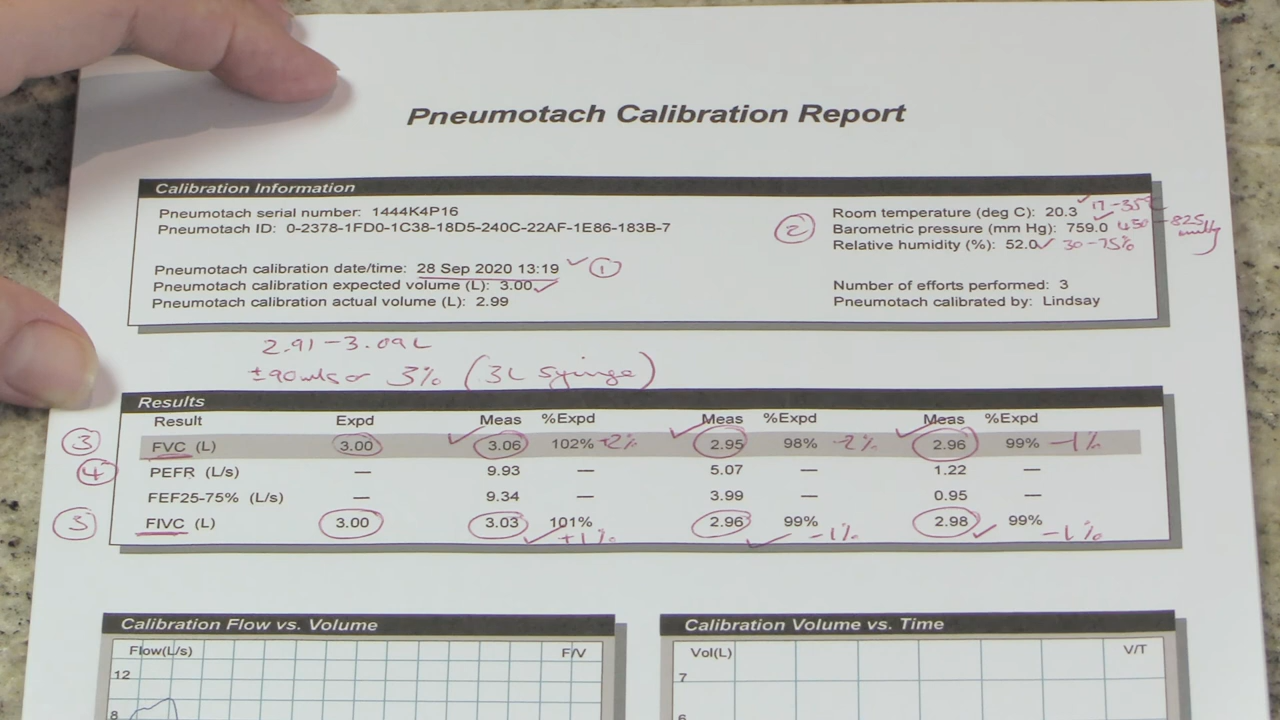 Pneumotach Calibration Report
Calibration Information
Pneumotach serial number: 1444K4P16
Pneumotach ID: 0-2378-1FD0-1C38-18D5-240C-22AF-1E86-183B-7
Pneumotach calibration date/time: 28 Sep 2020 13:19 ✓ 1
Pneumotach calibration expected volume (L): 3.00 ✓
Pneumotach calibration actual volume (L): 2.99
2
Room temperature (deg C): 20.3 ✓ 17-35°C
Barometric pressure (mm Hg): 759.0 ✓ 450-825 mmHg
Relative humidity (%): 52.0 ✓ 30-75%
Number of efforts performed: 3
Pneumotach calibrated by: Lindsay
2.91-3.09L
±90mls or 3% (3L syringe)
Results
Result Expd Meas %Expd Meas %Expd Meas %Expd
3 FVC (L) 3.00 ✓ 3.06 102% +2% ✓ 2.95 98% -2% ✓ 2.96 99% -1%
4 PEFR (L/s) — 9.93 — 5.07 — 1.22 —
FEF25-75% (L/s) — 9.34 — 3.99 — 0.95 —
5 FIVC (L) 3.00 3.03 101% 2.96 99% 2.98 99%
✓ +1% ✓ -1% ✓ -1%
Calibration Flow vs. Volume
Flow(L/s) F/V
12
8
Calibration Volume vs. Time
Vol(L) V/T
7
6